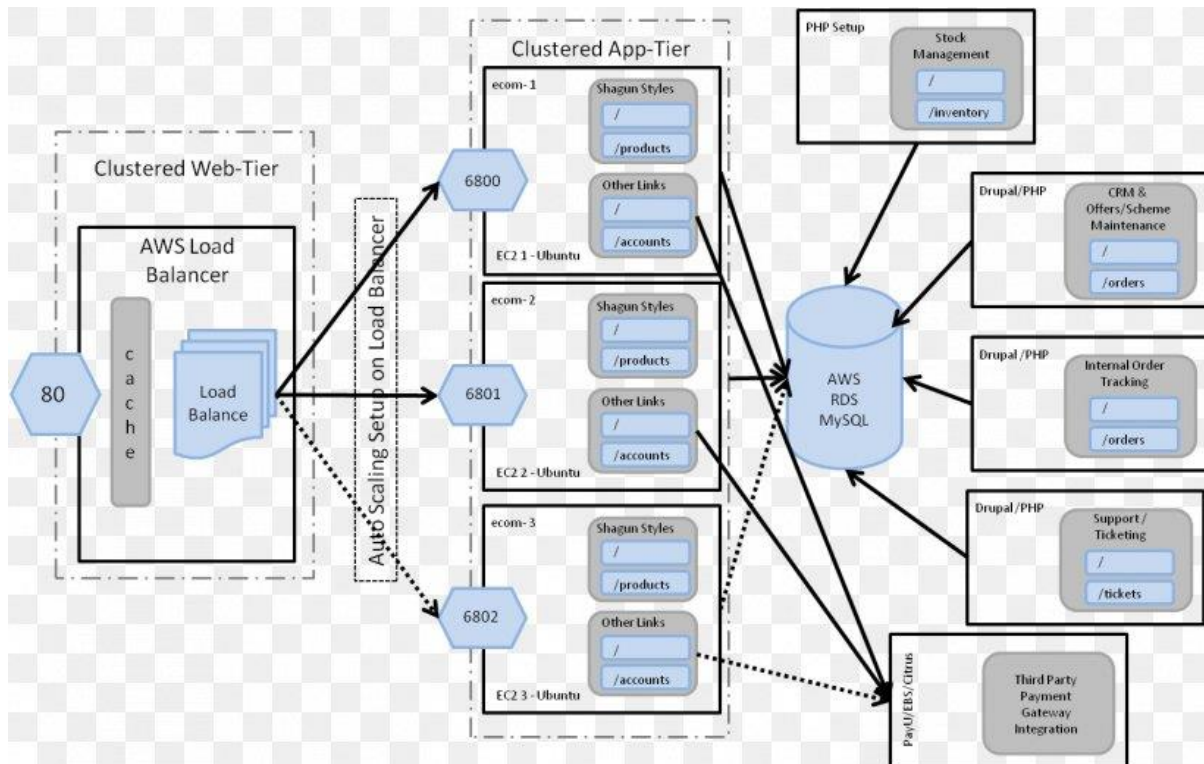 Clustered Web-Tier
AWS Load
Balancer
80
cache
Load
Balance
Auto Scaling Setup on Load Balancer
Clustered App-Tier
6800
ecom- 1
Shagun Styles
/
/products
Other Links
/
/accounts
EC2 1 - Ubuntu
6801
ecom- 2
Shagun Styles
/
/products
Other Links
/
/accounts
EC2 2 - Ubuntu
6802
ecom- 3
Shagun Styles
/
/products
Other Links
/
/accounts
EC2 3 - Ubuntu
AWS
RDS
MySQL
PHP Setup
Stock
Management
/
/inventory
Drupal/PHP
CRM &
Offers/Scheme
Maintenance
/
/orders
Drupal /PHP
Internal Order
Tracking
/
/orders
Drupal /PHP
Support /
Ticketing
/
/tickets
PayU/EBS/Citrus
Third Party
Payment
Gateway
Integration